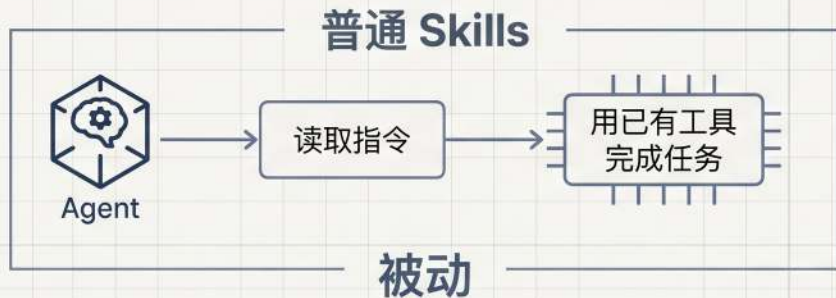 普通 Skills
Agent
读取指令
用已有工具
完成任务
被动